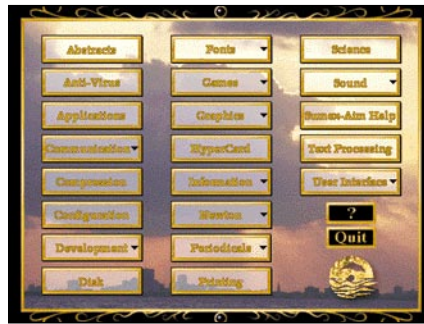 Abstracts
Anti-Virus
Applications
Communication
Compression
Configuration
Development
Disk
Fonts
Games
Graphics
HyperCard
Information
Newton
Periodicals
Printing
Science
Sound
Sumex-Aim Help
Text Processing
User Interface
?
Quit